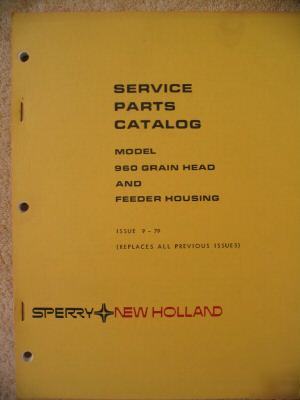 SERVICE
PARTS
CATALOG
MODEL
960 GRAIN HEAD
AND
FEEDER HOUSING
ISSUE 9-79
(REPLACES ALL PREVIOUS ISSUES)
SPERRY NEW HOLLAND